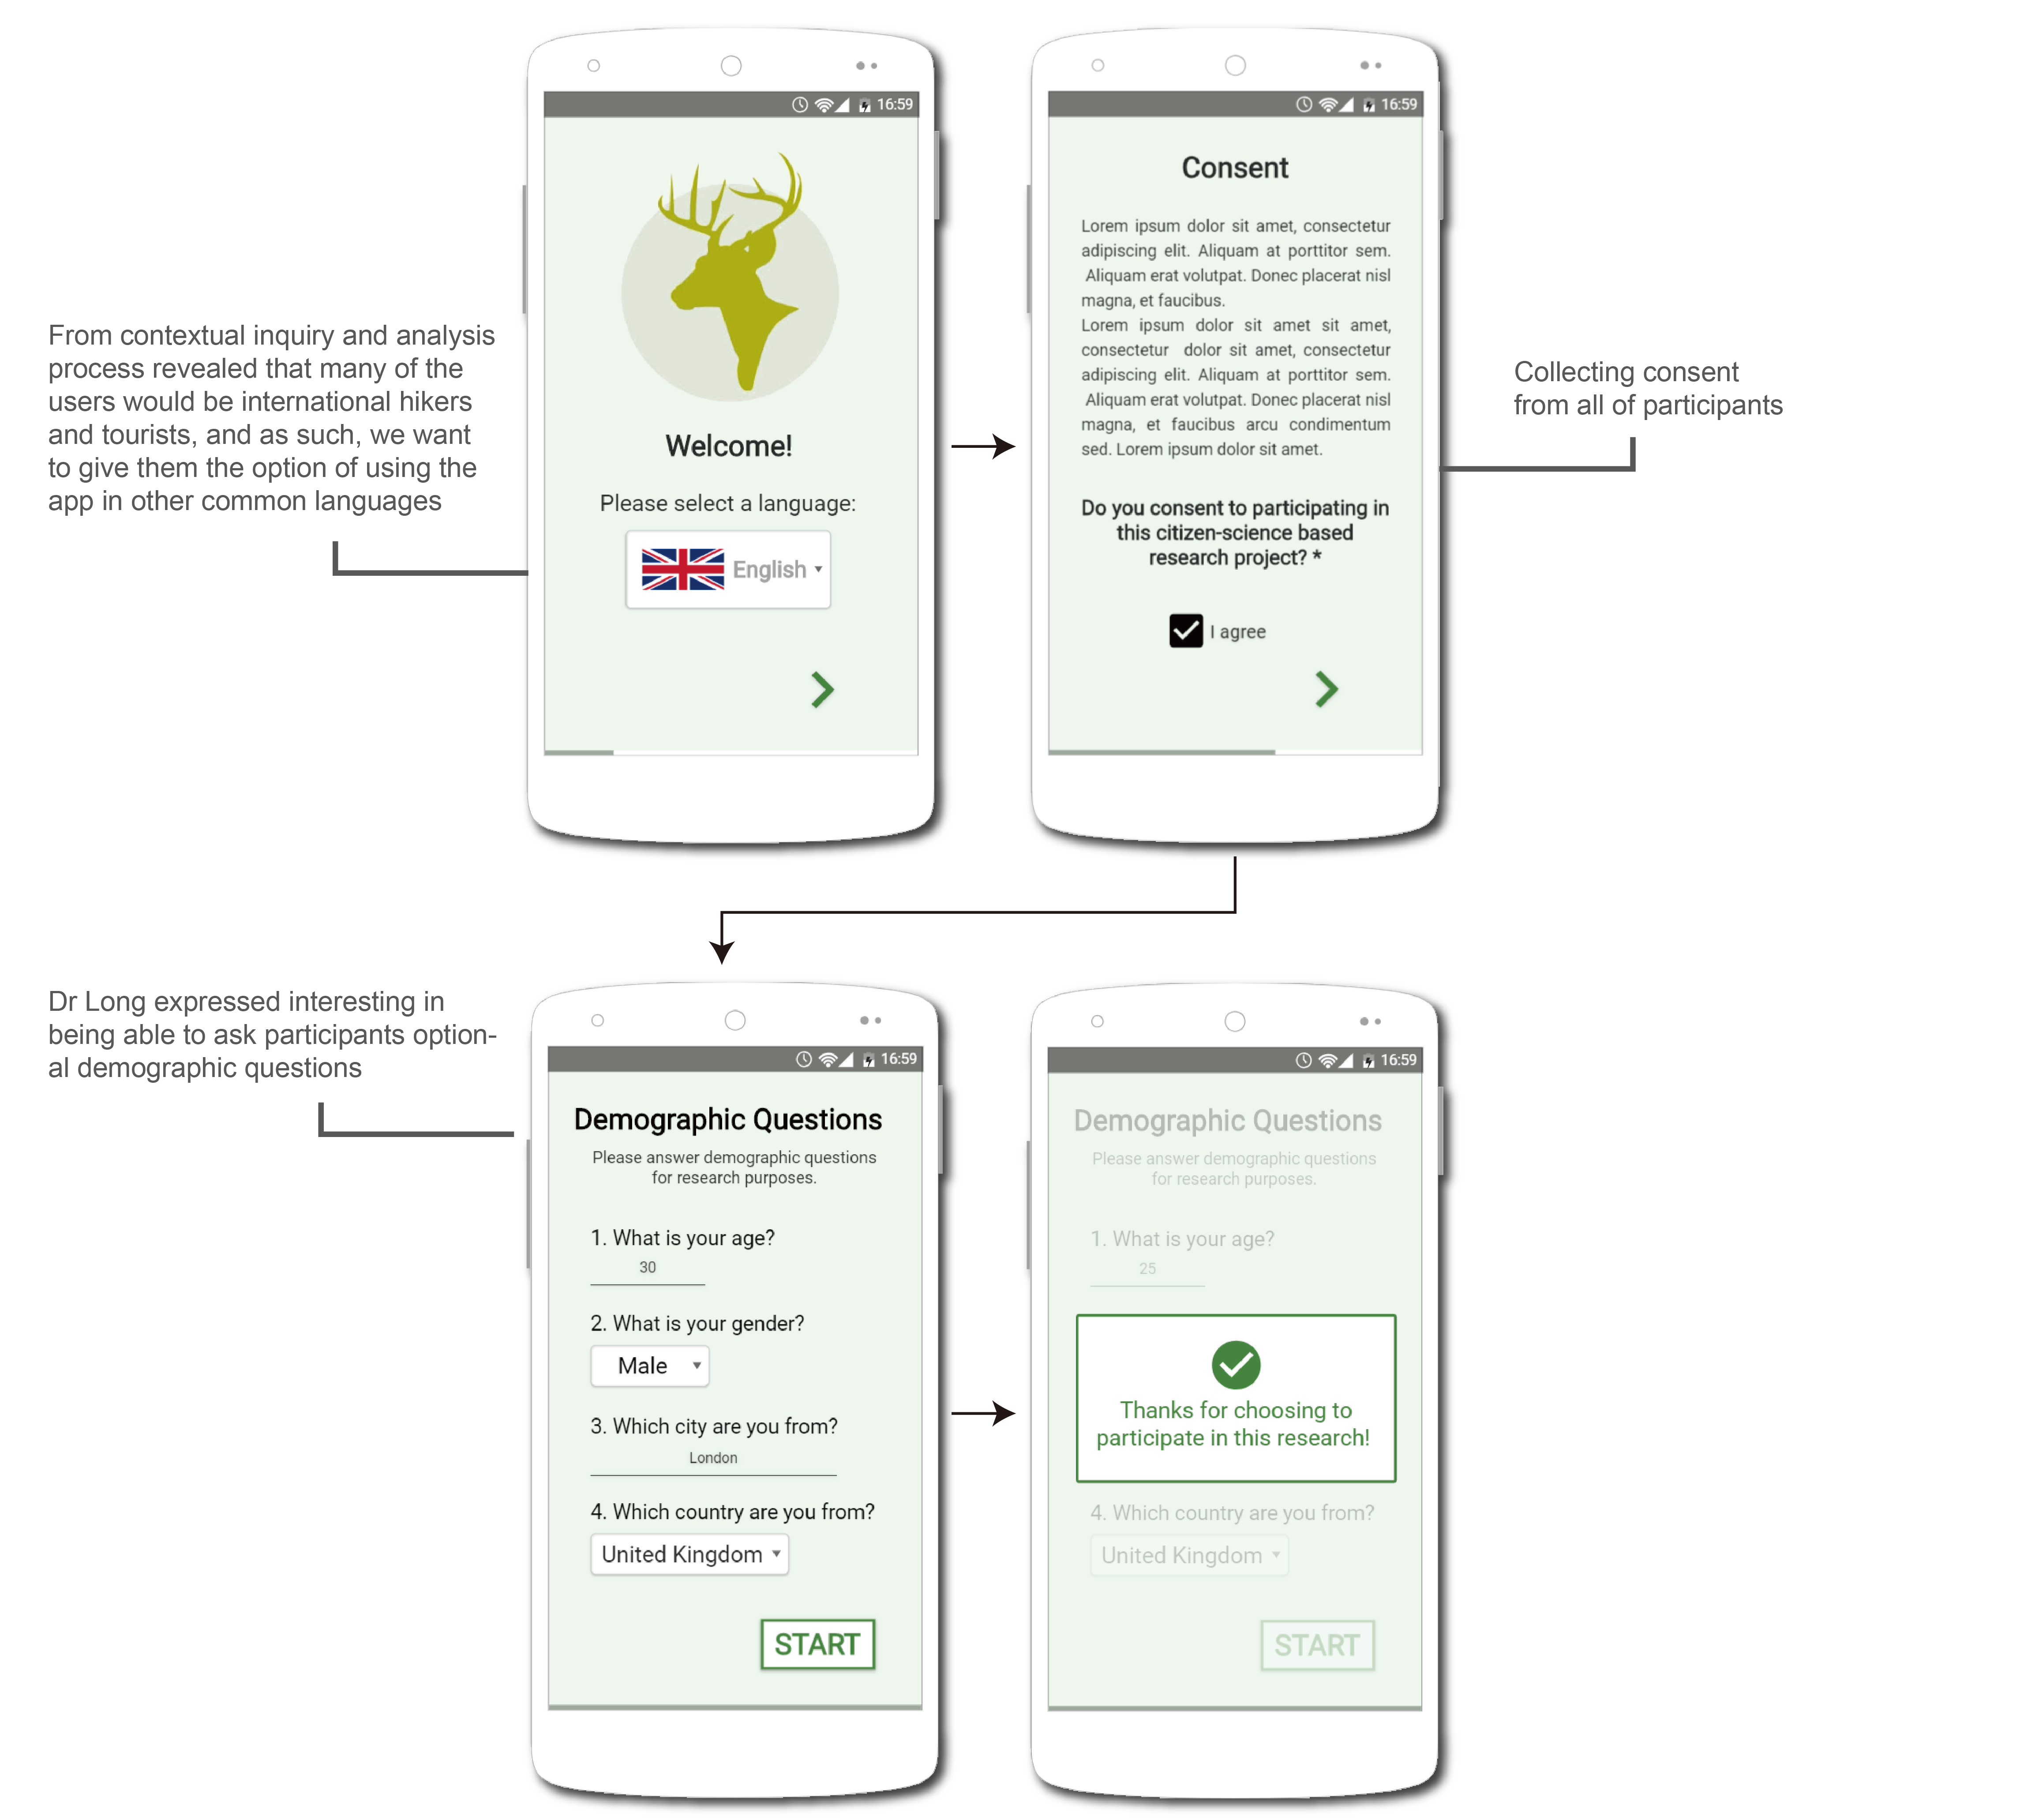 16:59
Welcome!
Please select a language:
English
From contextual inquiry and analysis
process revealed that many of the
users would be international hikers
and tourists, and as such, we want
to give them the option of using the
app in other common languages
16:59
Consent
Lorem ipsum dolor sit amet, consectetur
adipiscing elit. Aliquam at porttitor sem.
Aliquam erat volutpat. Donec placerat nisl
magna, et faucibus.
Lorem ipsum dolor sit amet sit amet,
consectetur dolor sit amet, consectetur
adipiscing elit. Aliquam at porttitor sem.
Aliquam erat volutpat. Donec placerat nisl
magna, et faucibus arcu condimentum
sed. Lorem ipsum dolor sit amet.
Do you consent to participating in
this citizen-science based
research project? *
I agree
Collecting consent
from all of participants
Dr Long expressed interesting in
being able to ask participants option-
al demographic questions
16:59
Demographic Questions
Please answer demographic questions
for research purposes.
1. What is your age?
30
2. What is your gender?
Male
3. Which city are you from?
London
4. Which country are you from?
United Kingdom
START
16:59
Demographic Questions
Please answer demographic questions
for research purposes.
1. What is your age?
25
Thanks for choosing to
participate in this research!
4. Which country are you from?
United Kingdom
START